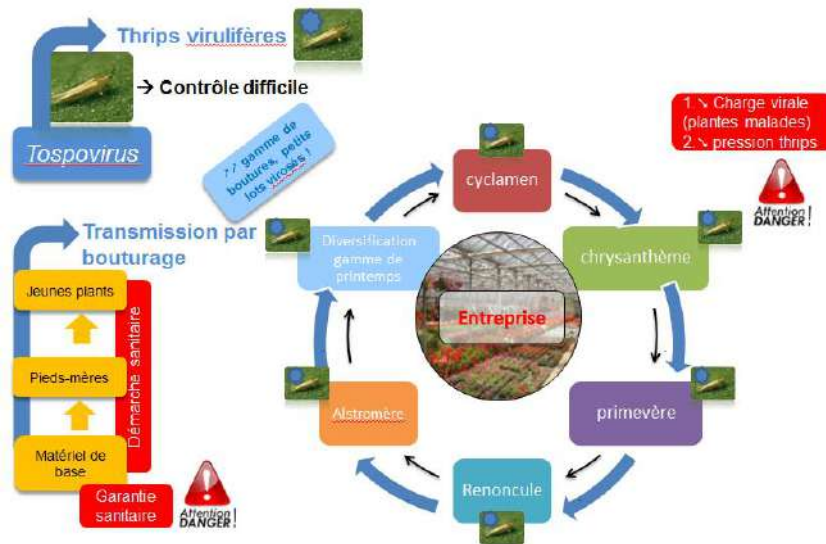 Thrips virulifères
→ Contrôle difficile
Tospovirus
↗↗ gamme de
boutures, petits
lots virosés !
Transmission par
bouturage
Jeunes plants
Pieds-mères
Matériel de
base
Démarche sanitaire
Garantie
sanitaire
Attention
DANGER !
cyclamen
chrysanthème
primevère
Renoncule
Alstromère
Diversification
gamme de
printemps
Entreprise
1.↘ Charge virale
(plantes malades)
2.↘ pression thrips
Attention
DANGER !